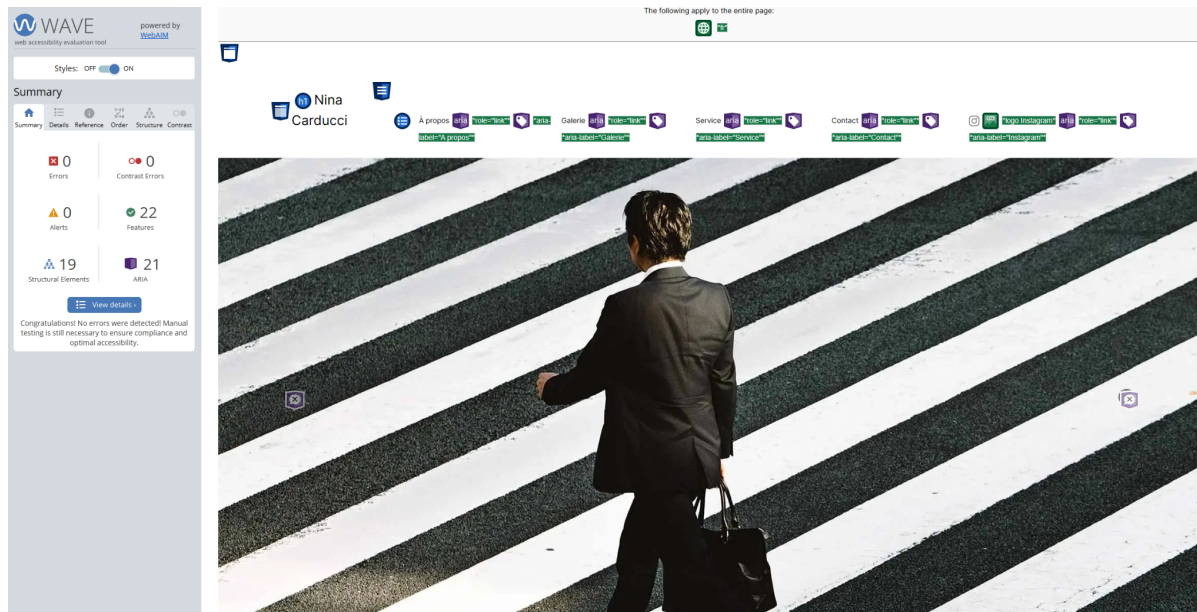 WAVE
web accessibility evaluation tool
powered by
WebAIM
Styles: OFF ON
Summary
Summary Details Reference Order Structure Contrast
0
Errors
0
Contrast Errors
0
Alerts
22
Features
19
Structural Elements
21
ARIA
View details ›
Congratulations! No errors were detected! Manual
testing is still necessary to ensure compliance and
optimal accessibility.
The following apply to the entire page:
h1 Nina
Carducci
À propos aria *role="link"* *aria-
label="A propos"*
Galerie aria *role="link"*
*aria-label="Galerie"*
Service aria *role="link"*
*aria-label="Service"*
Contact aria *role="link"*
*aria-label="Contact"*
*logo Instagram* aria *role="link"*
*aria-label="Instagram"*